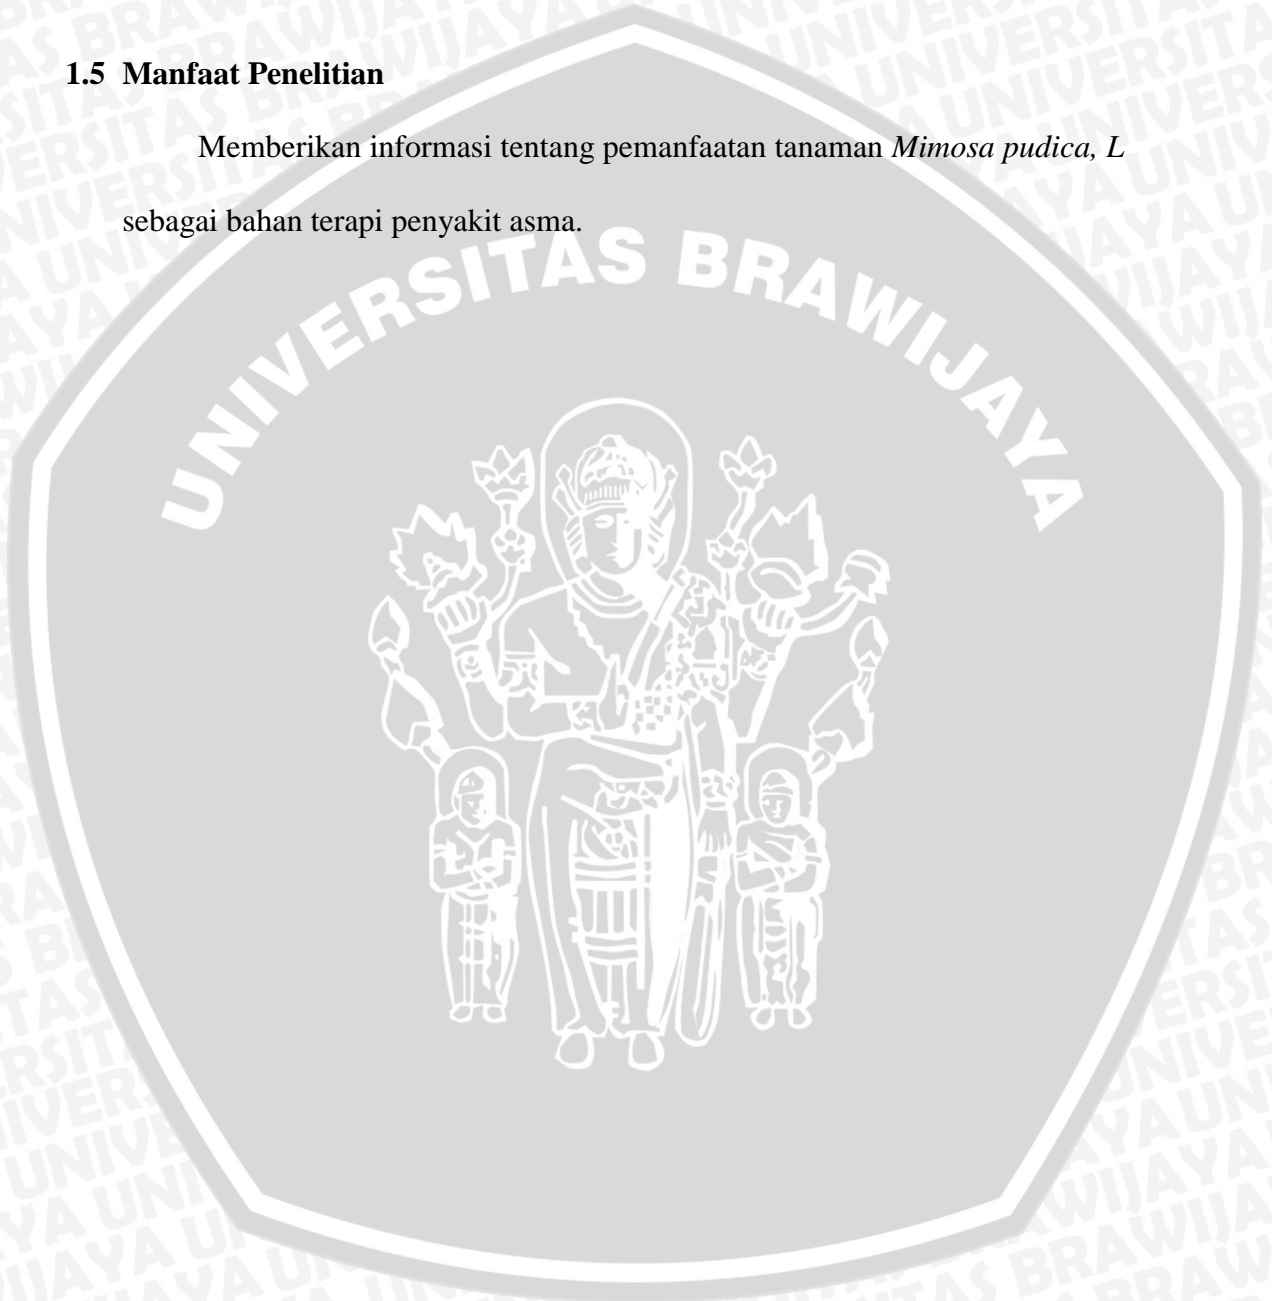 1.5 Manfaat Penelitian
Memberikan informasi tentang pemanfaatan tanaman Mimosa pudica, L
sebagai bahan terapi penyakit asma.
UNIVERSITAS BRAWIJAYA